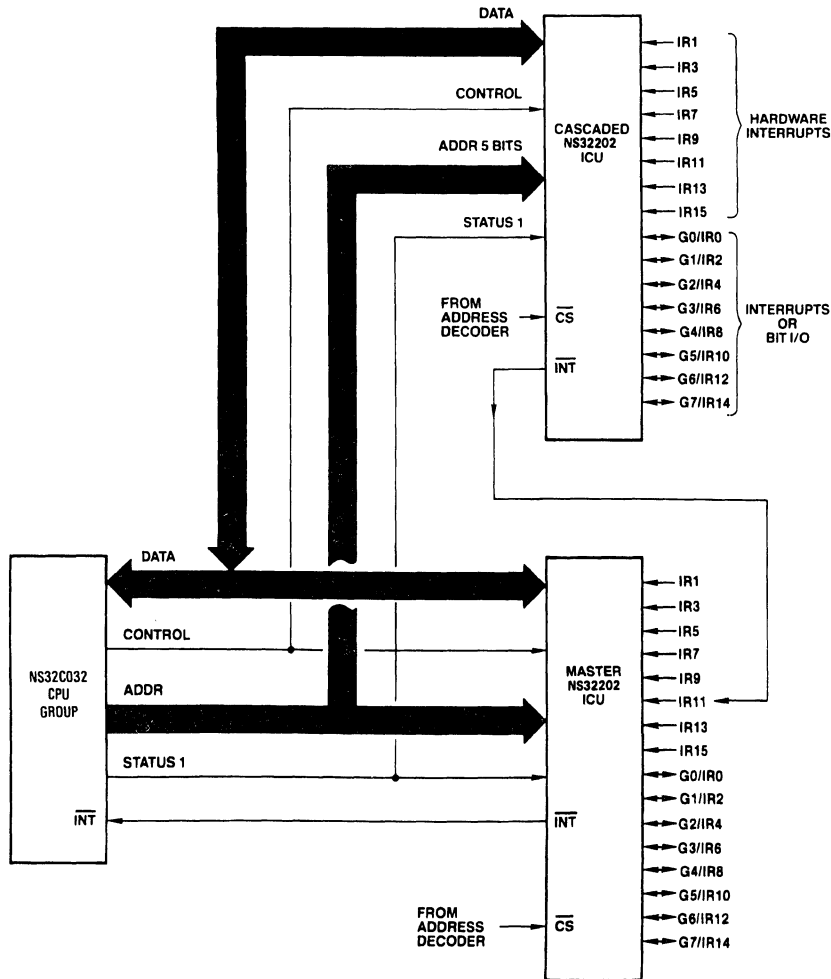 DATA
CONTROL
ADDR 5 BITS
STATUS 1
FROM
ADDRESS
DECODER
CS
INT
CASCADED
NS32202
ICU
IR1
IR3
IR5
IR7
IR9
IR11
IR13
IR15
G0/IR0
G1/IR2
G2/IR4
G3/IR6
G4/IR8
G5/IR10
G6/IR12
G7/IR14
HARDWARE
INTERRUPTS
INTERRUPTS
OR
BIT I/O
NS32C032
CPU
GROUP
DATA
CONTROL
ADDR
STATUS 1
INT
MASTER
NS32202
ICU
INT
FROM
ADDRESS
DECODER
CS
IR1
IR3
IR5
IR7
IR9
IR11
IR13
IR15
G0/IR0
G1/IR2
G2/IR4
G3/IR6
G4/IR8
G5/IR10
G6/IR12
G7/IR14